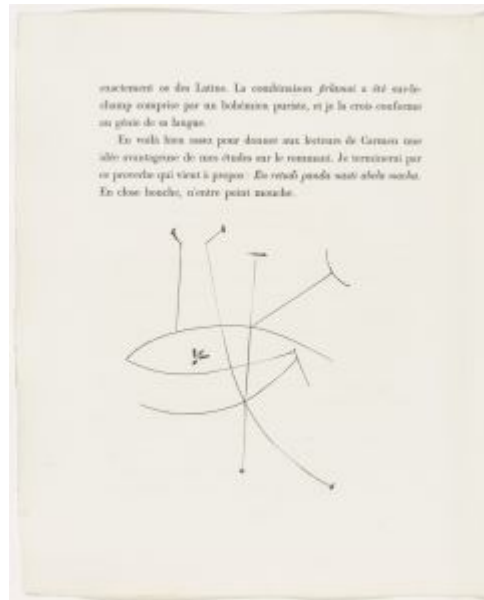 exactement os des Latins. La combinaison prľanni a été sur-le-
champ comprise par un bohémien puriste, et je la crois conforme
au génie de sa langue.
En voilà bien assez pour donner aux lecteurs de Carmen une
idée avantageuse de mes études sur le rommani. Je terminerai par
ce proverbe qui vient à propos : En retudi panda nasti abela macha.
En close bouche, n'entre point mouche.